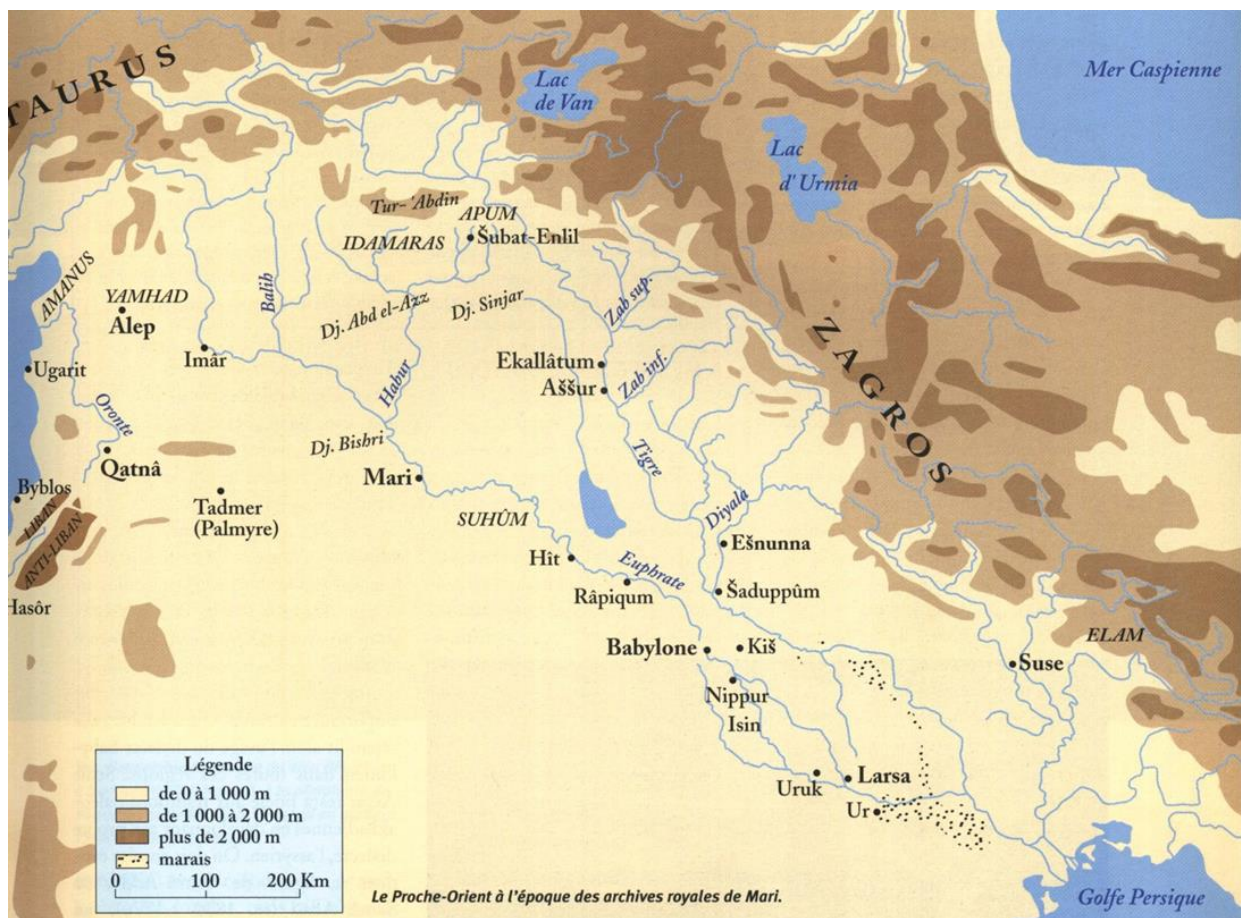 TAURUS
Lac
de Van
Mer Caspienne
Lac
d'Urmia
Tur-'Abdin
APUM
IDAMARAS
Šubat-Enlil
AMANUS
YAMHAD
Alep
Balih
Dj. Abd el-Azz
Dj. Sinjar
Zab sup.
ZAGROS
Imâr
Ugarit
Habur
Ekallâtum
Aššur
Zab inf.
Oronte
Dj. Bishri
Tigre
Qatnâ
Mari
Byblos
LIBAN
ANTI-LIBAN
Tadmer
(Palmyre)
SUHÛM
Diyala
Ešnunna
Hît
Euphrate
Râpiqum
Šaduppûm
Hasôr
Babylone
Kiš
ELAM
Suse
Nippur
Isin
Uruk
Larsa
Ur
Légende
de 0 à 1 000 m
de 1 000 à 2 000 m
plus de 2 000 m
marais
0 100 200 Km
Le Proche-Orient à l'époque des archives royales de Mari.
Golfe Persique